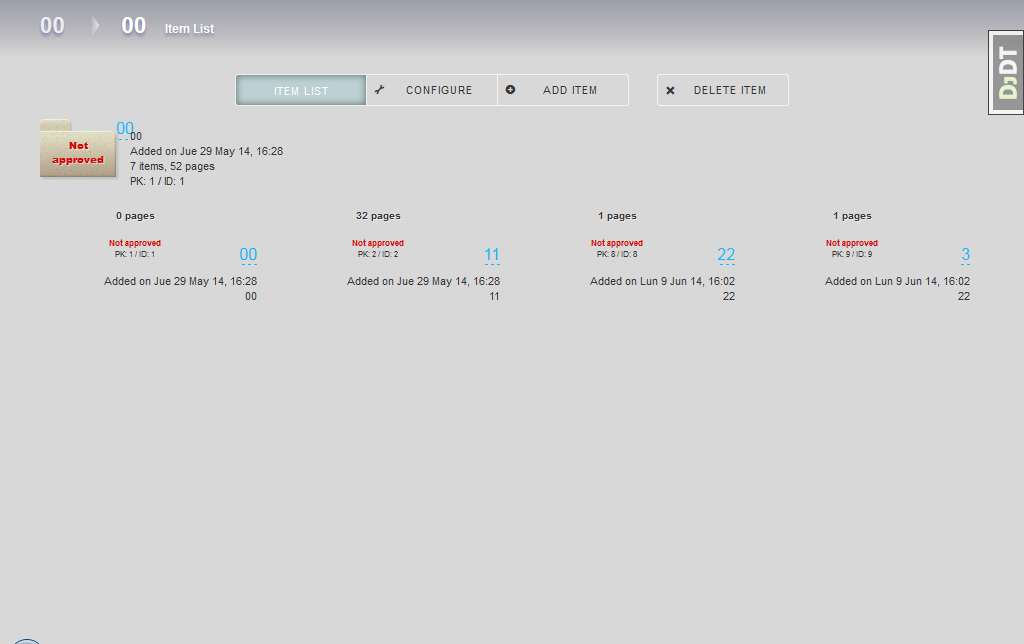 00 00 Item List
DjDT
ITEM LIST CONFIGURE ADD ITEM DELETE ITEM
Not approved
00
00
Added on Jue 29 May 14, 16:28
7 items, 52 pages
PK: 1 / ID: 1
0 pages
Not approved
PK: 1 / ID: 1
00
Added on Jue 29 May 14, 16:28
00
32 pages
Not approved
PK: 2 / ID: 2
11
Added on Jue 29 May 14, 16:28
11
1 pages
Not approved
PK: 8 / ID: 8
22
Added on Lun 9 Jun 14, 16:02
22
1 pages
Not approved
PK: 9 / ID: 9
3
Added on Lun 9 Jun 14, 16:02
22